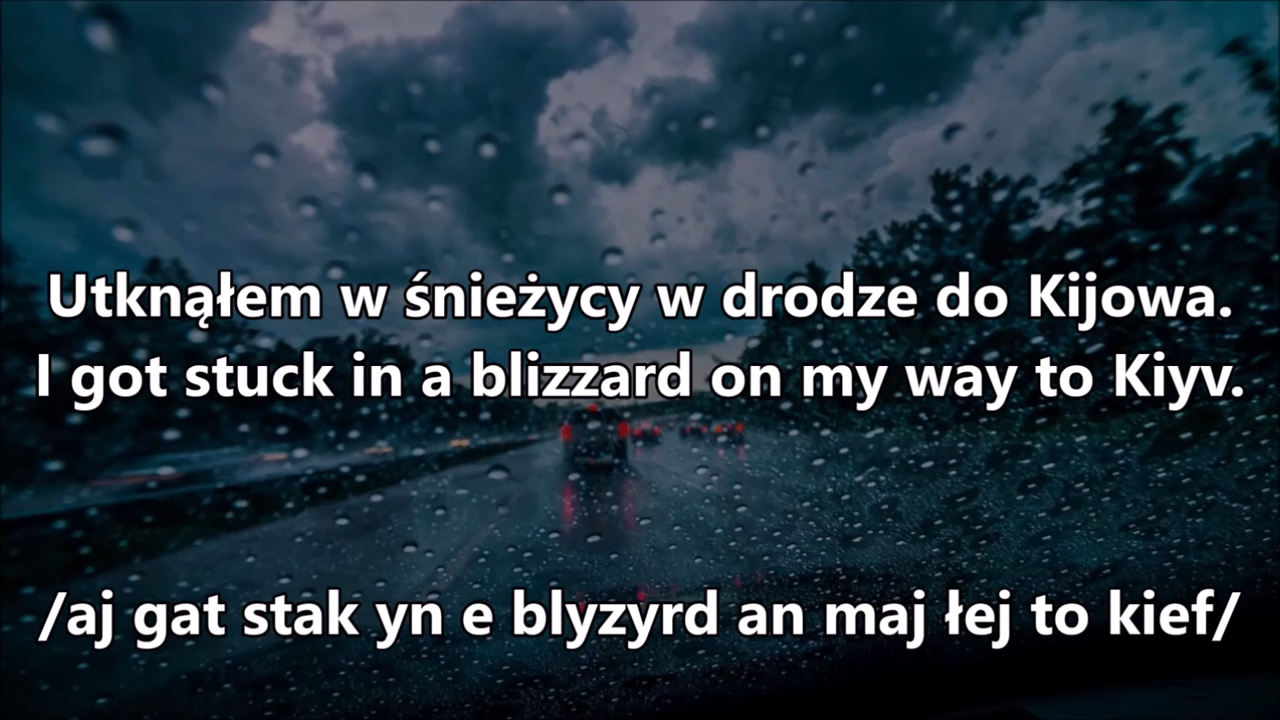 Utknąłem w śnieżycy w drodze do Kijowa.
I got stuck in a blizzard on my way to Kiyv.
/aj gat stak yn e blyzyrd an maj łej to kief/